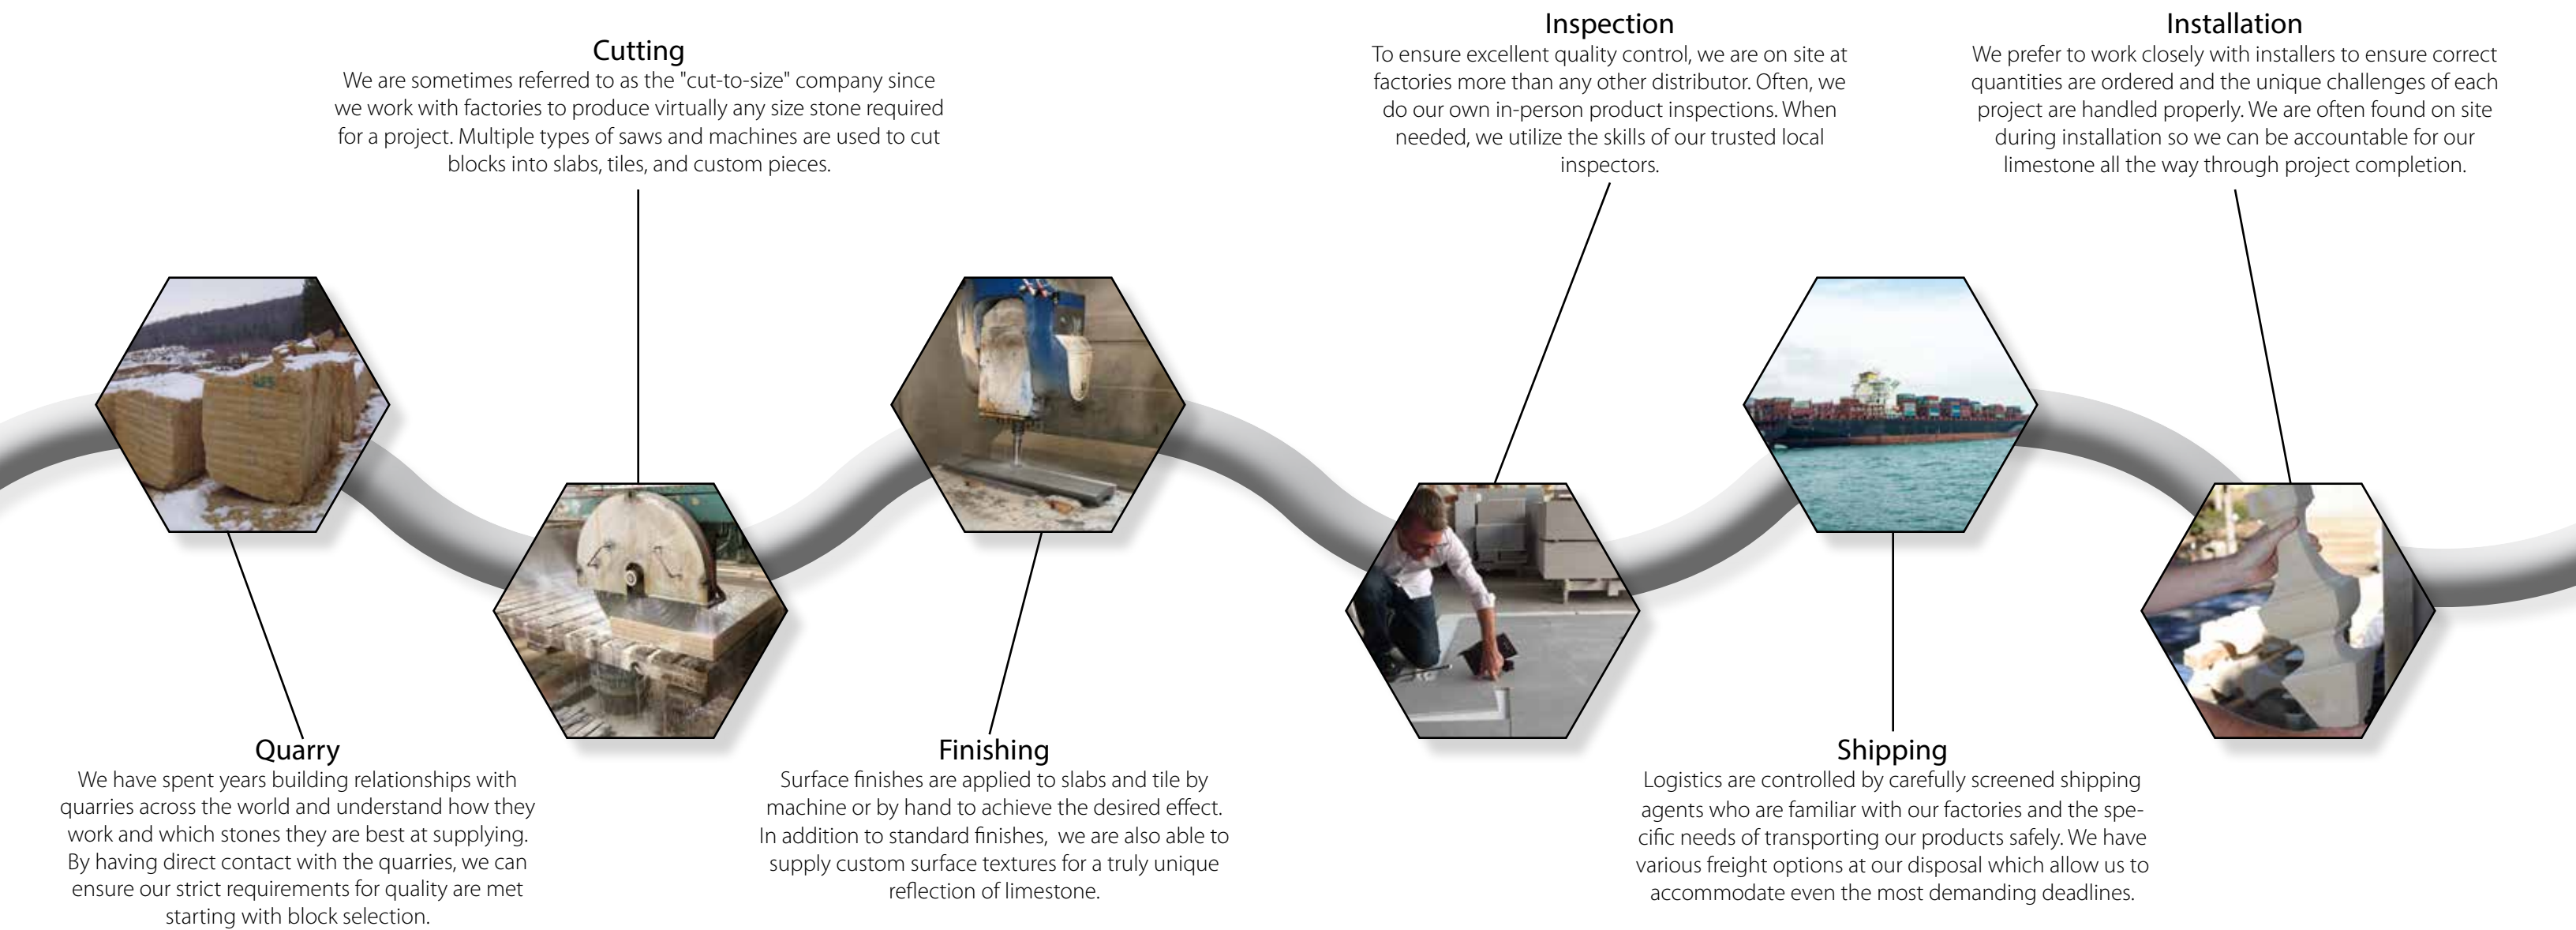 Cutting
We are sometimes referred to as the "cut-to-size" company since
we work with factories to produce virtually any size stone required
for a project. Multiple types of saws and machines are used to cut
blocks into slabs, tiles, and custom pieces.
Inspection
To ensure excellent quality control, we are on site at
factories more than any other distributor. Often, we
do our own in-person product inspections. When
needed, we utilize the skills of our trusted local
inspectors.
Installation
We prefer to work closely with installers to ensure correct
quantities are ordered and the unique challenges of each
project are handled properly. We are often found on site
during installation so we can be accountable for our
limestone all the way through project completion.
Quarry
We have spent years building relationships with
quarries across the world and understand how they
work and which stones they are best at supplying.
By having direct contact with the quarries, we can
ensure our strict requirements for quality are met
starting with block selection.
Finishing
Surface finishes are applied to slabs and tile by
machine or by hand to achieve the desired effect.
In addition to standard finishes,  we are also able to
supply custom surface textures for a truly unique
reflection of limestone.
Shipping
Logistics are controlled by carefully screened shipping
agents who are familiar with our factories and the spe-
cific needs of transporting our products safely. We have
various freight options at our disposal which allow us to
accommodate even the most demanding deadlines.